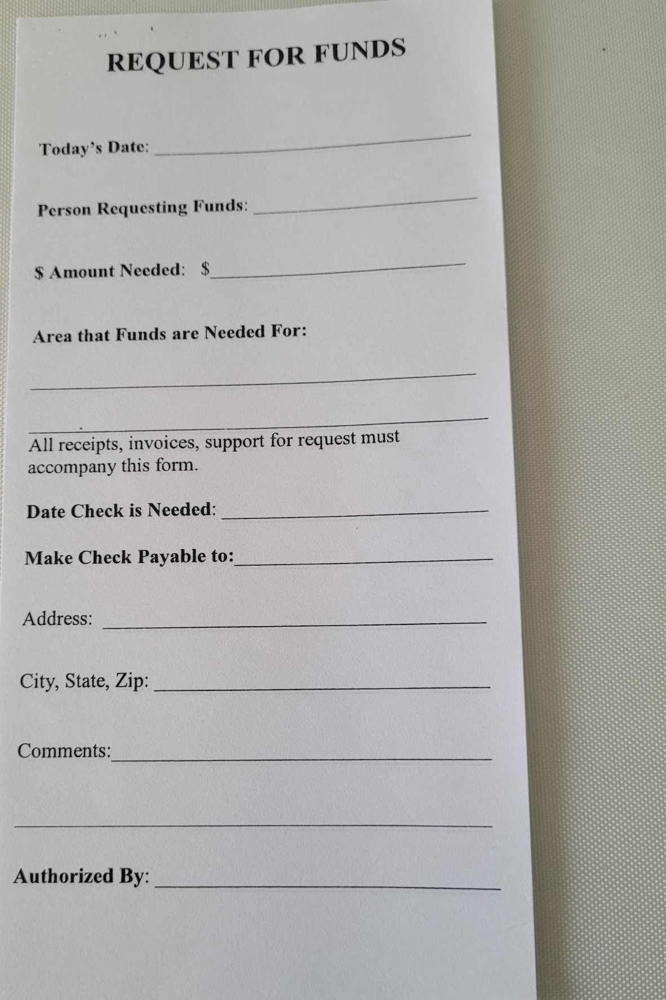 REQUEST FOR FUNDS
Today's Date:
Person Requesting Funds:
$ Amount Needed: $
Area that Funds are Needed For:
All receipts, invoices, support for request must
accompany this form.
Date Check is Needed:
Make Check Payable to:
Address:
City, State, Zip:
Comments:
Authorized By: